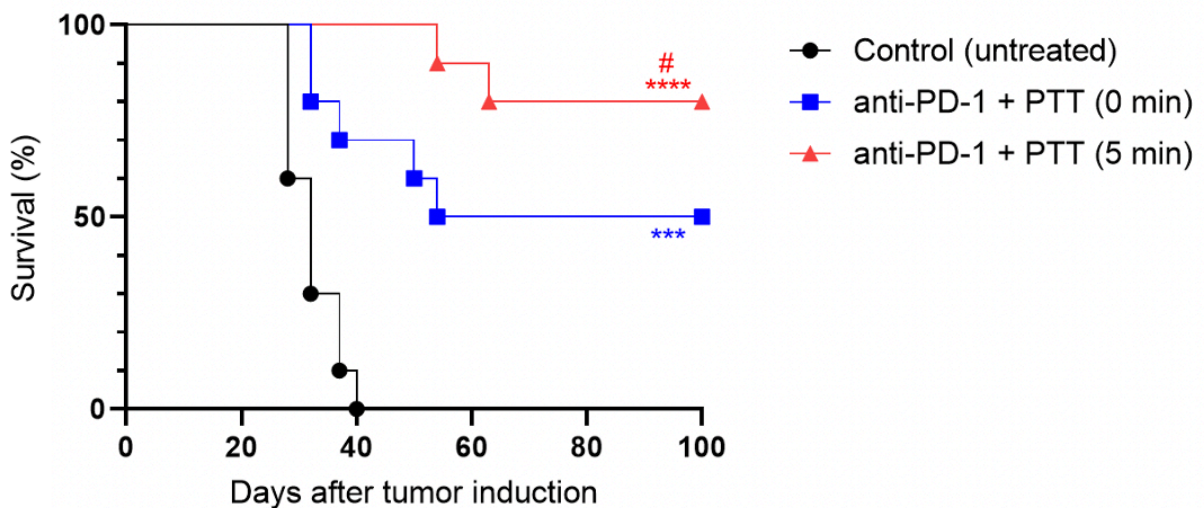 100
50
0
Survival (%)
0 20 40 60 80 100
Days after tumor induction
#
****
***
Control (untreated)
anti-PD-1 + PTT (0 min)
anti-PD-1 + PTT (5 min)